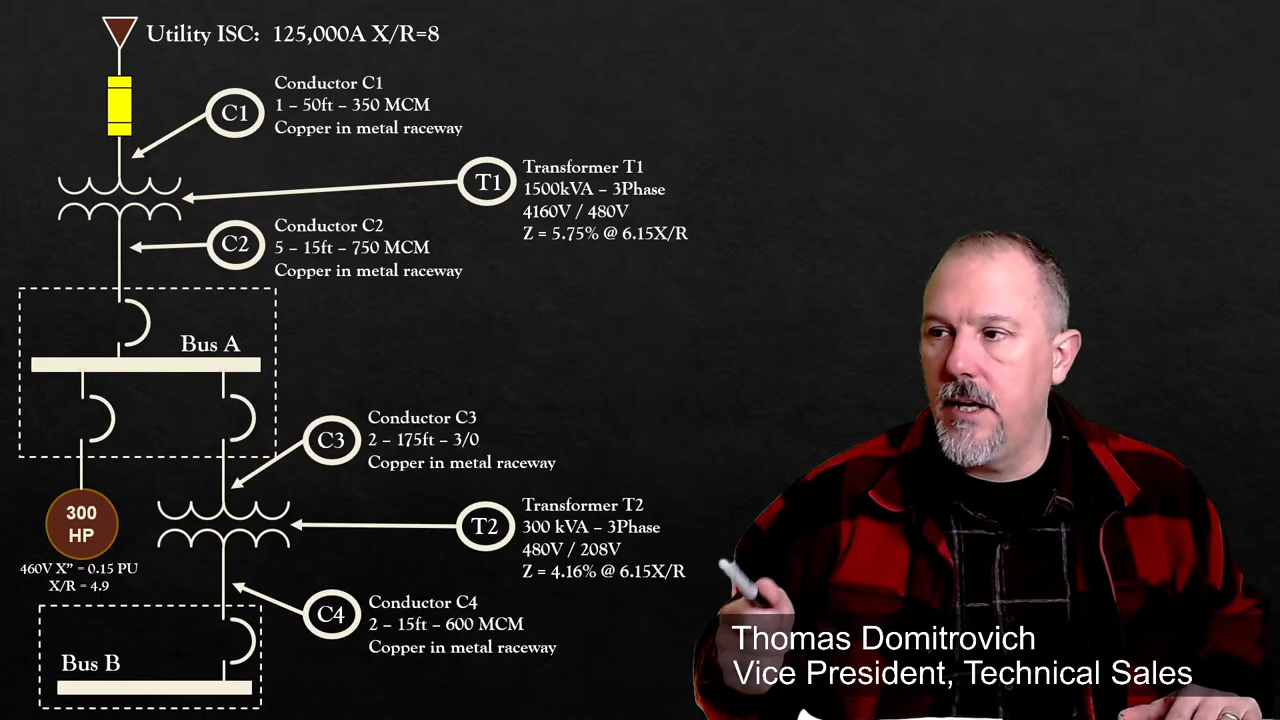 Utility ISC: 125,000A X/R=8
C1
Conductor C1
1 – 50ft – 350 MCM
Copper in metal raceway
T1
Transformer T1
1500kVA – 3Phase
4160V / 480V
Z = 5.75% @ 6.15X/R
C2
Conductor C2
5 – 15ft – 750 MCM
Copper in metal raceway
Bus A
C3
Conductor C3
2 – 175ft – 3/0
Copper in metal raceway
300
HP
460V X” = 0.15 PU
X/R = 4.9
T2
Transformer T2
300 kVA – 3Phase
480V / 208V
Z = 4.16% @ 6.15X/R
C4
Conductor C4
2 – 15ft – 600 MCM
Copper in metal raceway
Bus B
Thomas Domitrovich
Vice President, Technical Sales